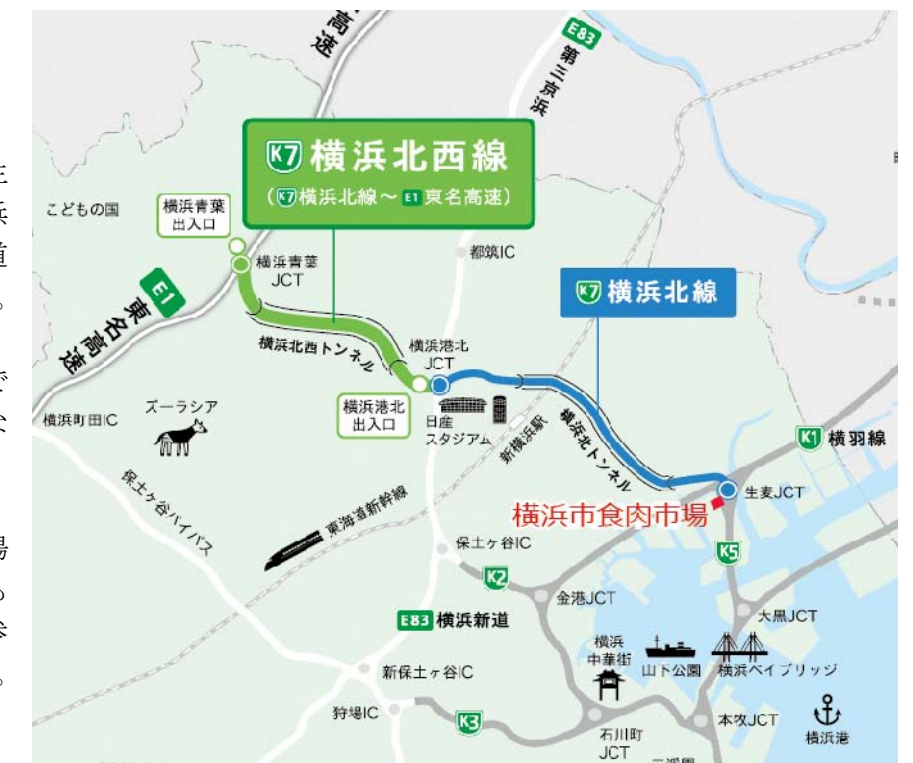 高速
E83
第三京浜
K7 横浜北西線
(K7横浜北線～E1東名高速)
こどもの国
横浜青葉
出入口
横浜青葉
JCT
都筑IC
E1
東名高速
K7 横浜北線
横浜北西トンネル
横浜港北
JCT
横浜港北
出入口
日産
スタジアム
新横浜駅
横浜北トンネル
横浜町田IC
ズーラシア
K1 横羽線
生麦JCT
横浜市食肉市場
保土ヶ谷バイパス
東海道新幹線
保土ヶ谷IC
K2
K5
金港JCT
大黒JCT
E83 横浜新道
横浜
中華街
山下公園
横浜ベイブリッジ
新保土ヶ谷IC
狩場IC
K3
石川町
JCT
本牧JCT
横浜港
道
。
で
場
。